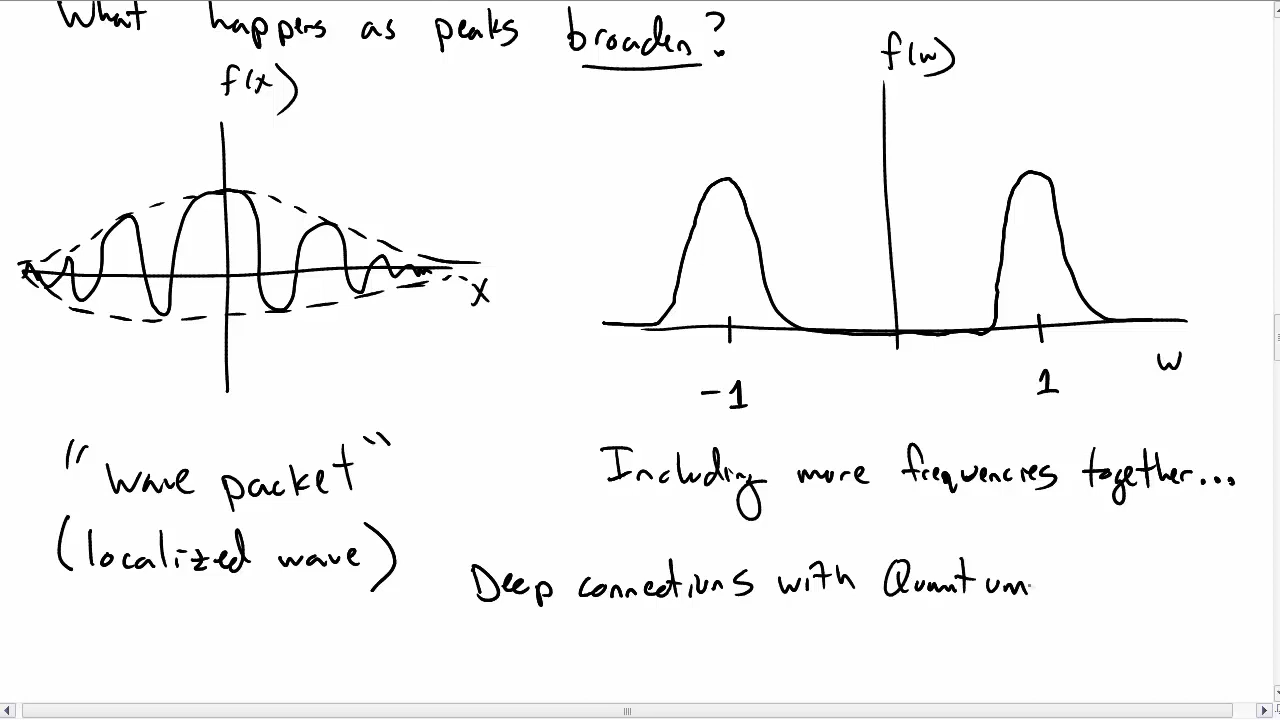 What happens as peaks broaden?
f(x)
f(w)
x
-1
1
w
"wave packet"
(localized wave)
Including more frequencies together...
Deep connections with Quantum